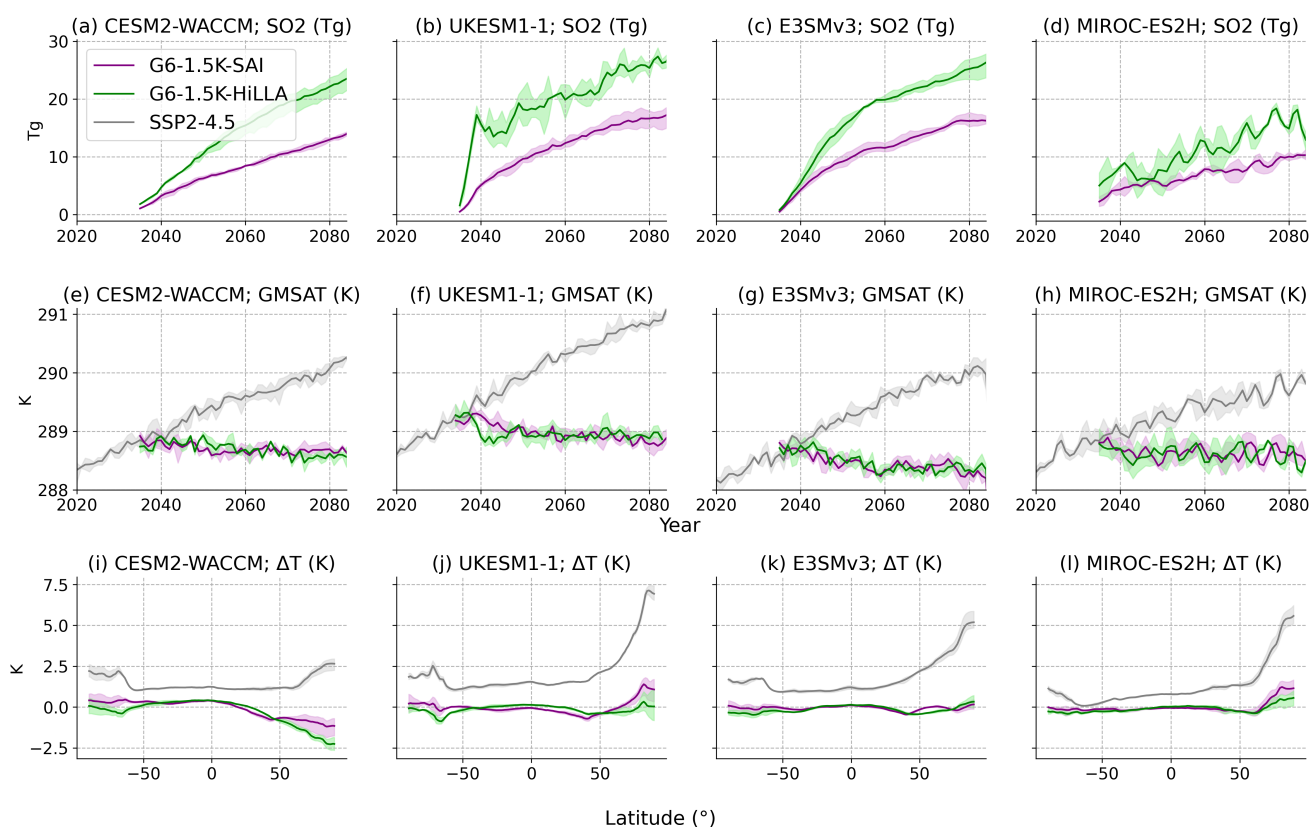 (a) CESM2-WACCM; SO2 (Tg) (b) UKESM1-1; SO2 (Tg) (c) E3SMv3; SO2 (Tg) (d) MIROC-ES2H; SO2 (Tg)
30
20
10
0
Tg
G6-1.5K-SAI
G6-1.5K-HiLLA
SSP2-4.5
2020 2040 2060 2080 2020 2040 2060 2080 2020 2040 2060 2080 2020 2040 2060 2080
(e) CESM2-WACCM; GMSAT (K) (f) UKESM1-1; GMSAT (K) (g) E3SMv3; GMSAT (K) (h) MIROC-ES2H; GMSAT (K)
291
290
289
288
K
2020 2040 2060 2080 2020 2040 2060 2080 2020 2040 2060 2080 2020 2040 2060 2080
Year
(i) CESM2-WACCM; ΔT (K) (j) UKESM1-1; ΔT (K) (k) E3SMv3; ΔT (K) (l) MIROC-ES2H; ΔT (K)
7.5
5.0
2.5
0.0
−2.5
K
−50 0 50 −50 0 50 −50 0 50 −50 0 50
Latitude (°)